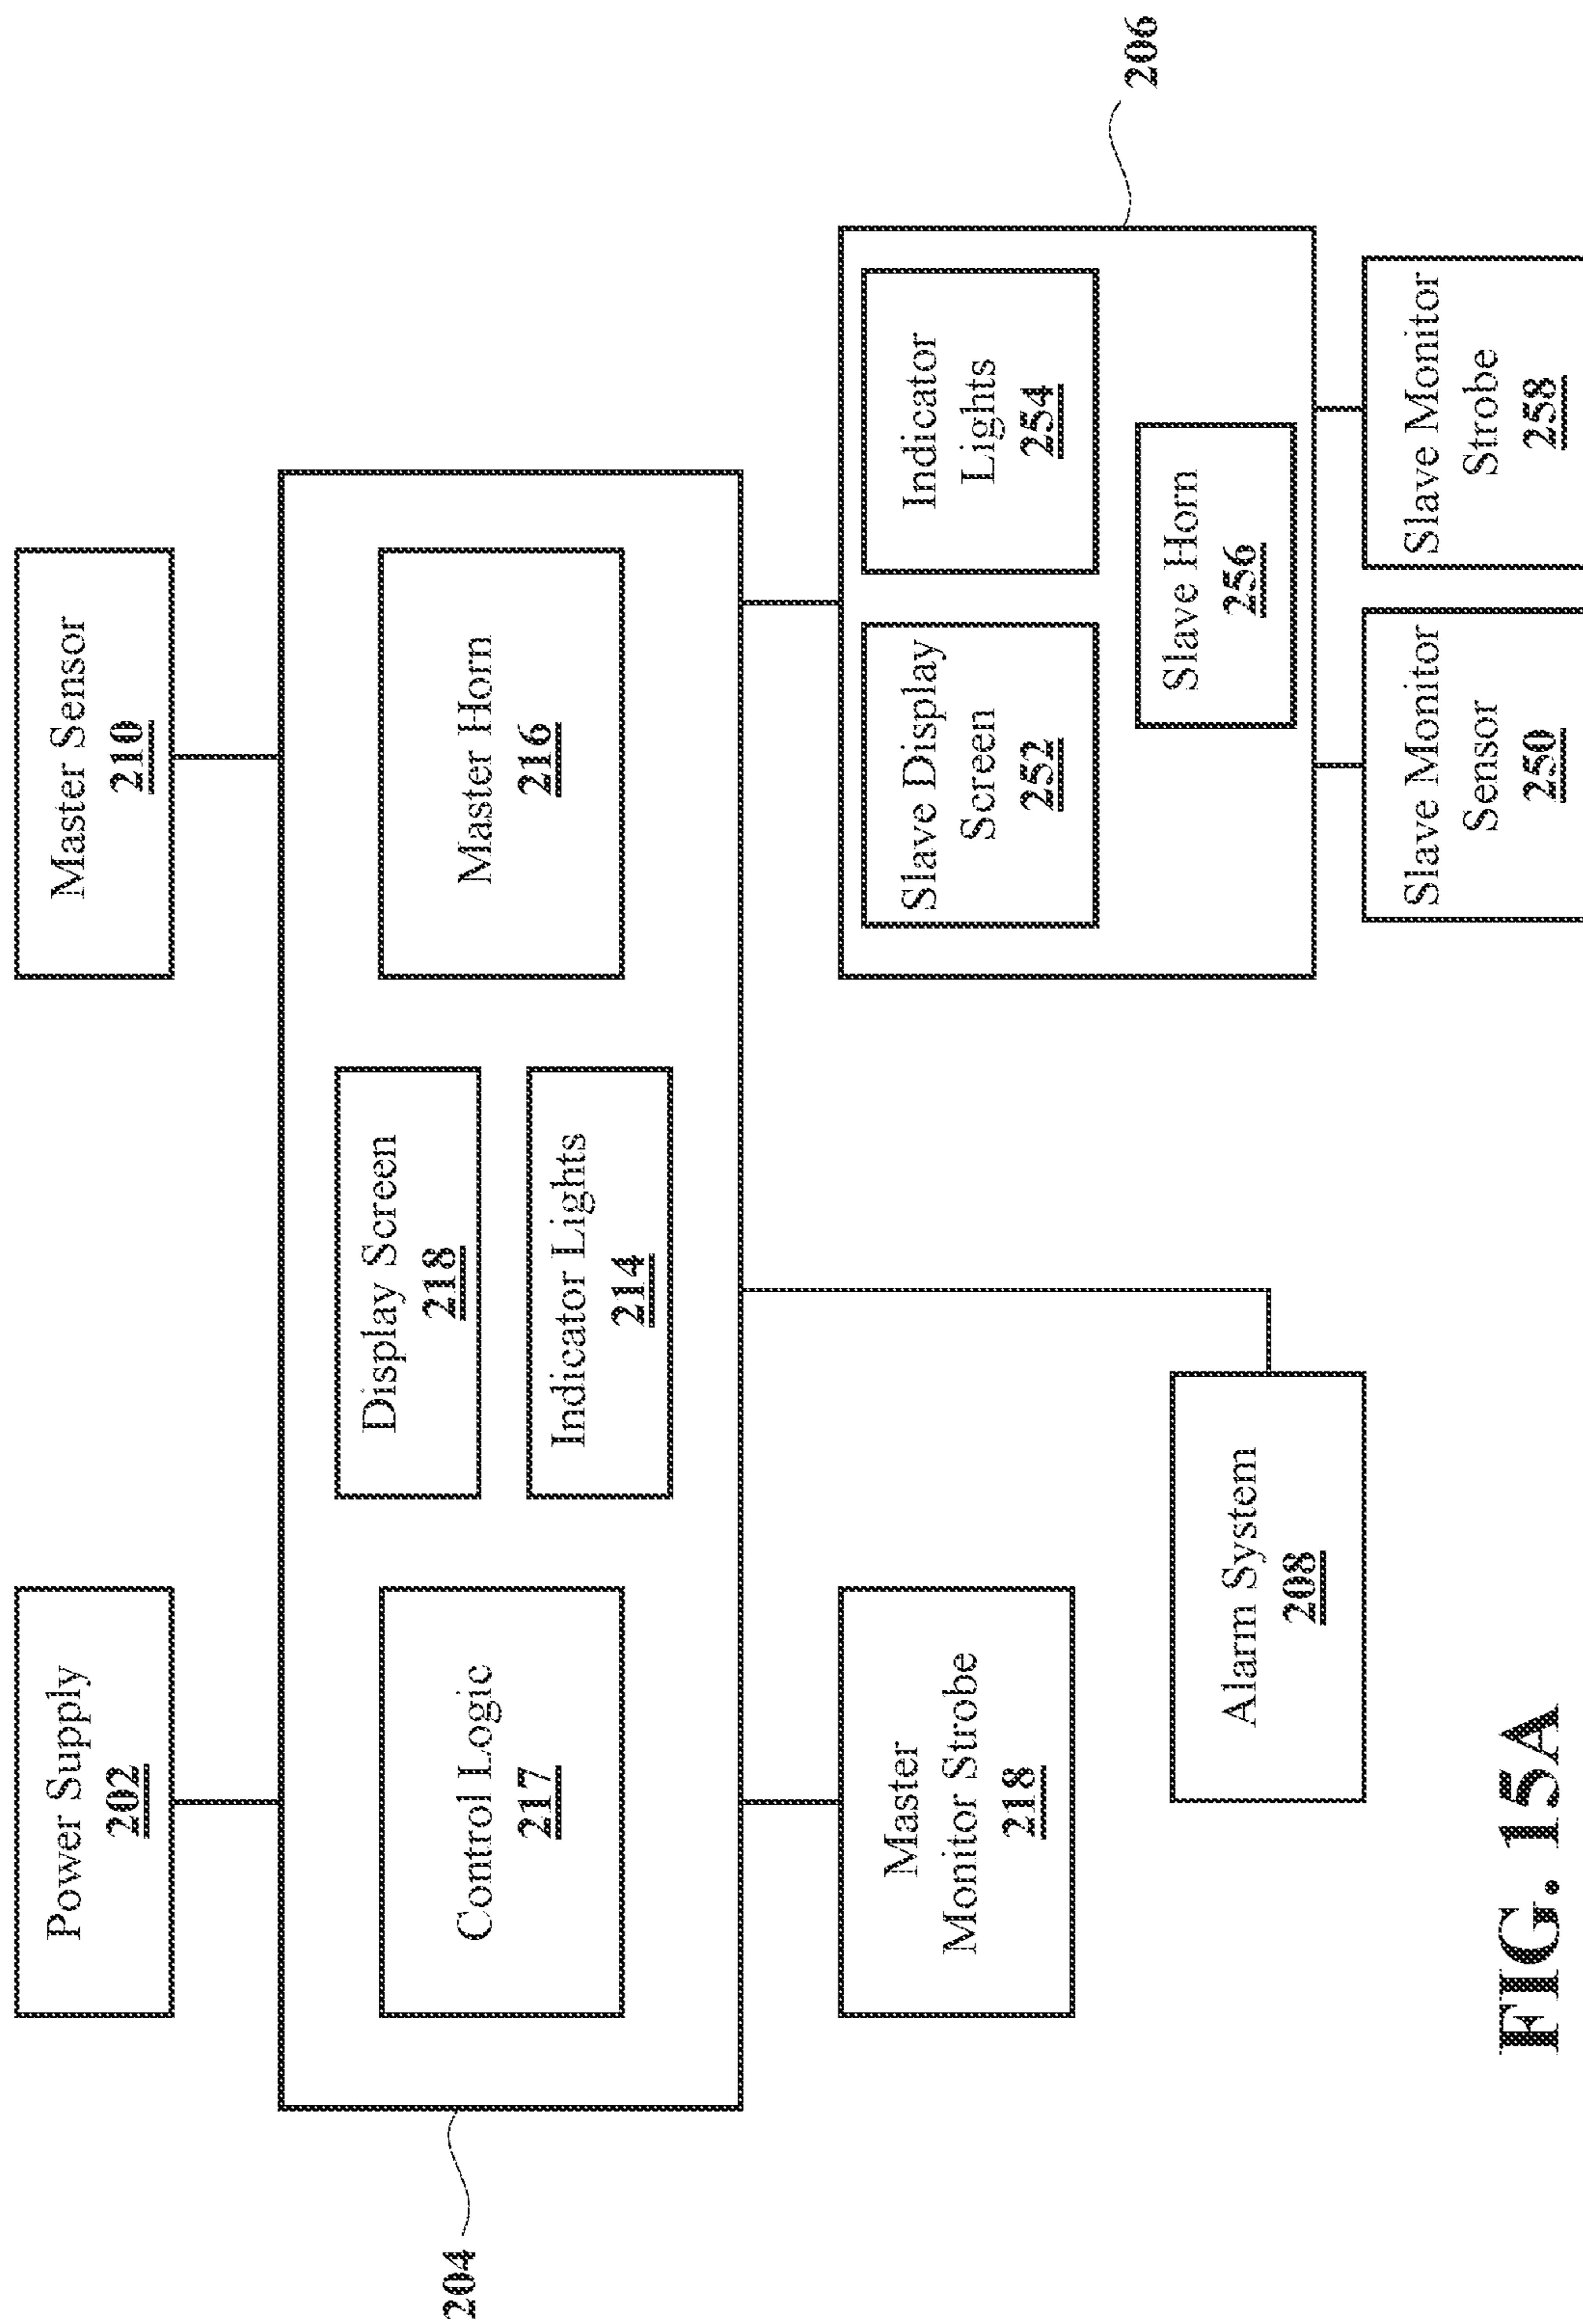 Power Supply
202
Master Sensor
210
204
Control Logic
217
Display Screen
218
Indicator Lights
214
Master Horn
216
Master
Monitor Strobe
218
Alarm System
208
206
Slave Display
Screen
252
Indicator
Lights
254
Slave Horn
256
Slave Monitor
Sensor
250
Slave Monitor
Strobe
258
FIG. 15A